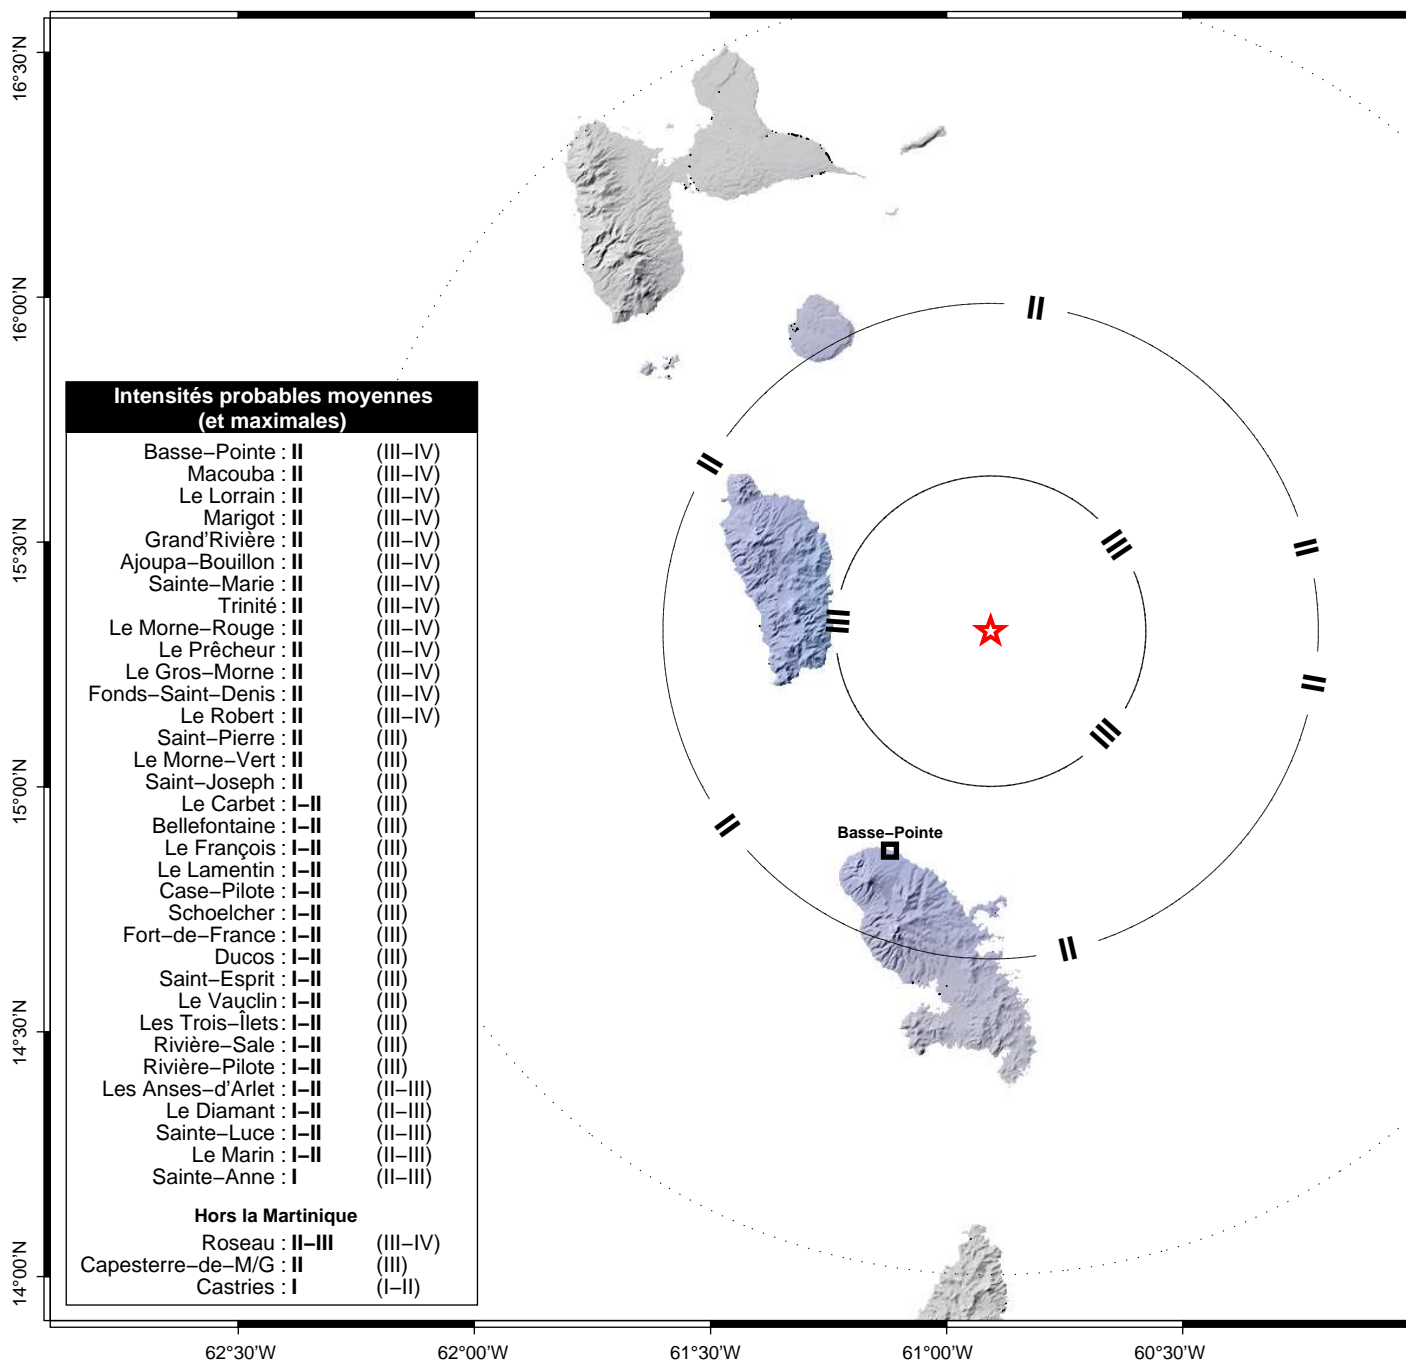 16°30'N
16°00'N
15°30'N
15°00'N
14°30'N
14°00'N
62°30'W
62°00'W
61°30'W
61°00'W
60°30'W
II
II
II
II
II
II
III
III
III
Basse–Pointe
Intensités probables moyennes
(et maximales)
Basse–Pointe : II (III–IV)
Macouba : II (III–IV)
Le Lorrain : II (III–IV)
Marigot : II (III–IV)
Grand'Rivière : II (III–IV)
Ajoupa–Bouillon : II (III–IV)
Sainte–Marie : II (III–IV)
Trinité : II (III–IV)
Le Morne–Rouge : II (III–IV)
Le Prêcheur : II (III–IV)
Le Gros–Morne : II (III–IV)
Fonds–Saint–Denis : II (III–IV)
Le Robert : II (III–IV)
Saint–Pierre : II (III)
Le Morne–Vert : II (III)
Saint–Joseph : II (III)
Le Carbet : I–II (III)
Bellefontaine : I–II (III)
Le François : I–II (III)
Le Lamentin : I–II (III)
Case–Pilote : I–II (III)
Schoelcher : I–II (III)
Fort–de–France : I–II (III)
Ducos : I–II (III)
Saint–Esprit : I–II (III)
Le Vauclin : I–II (III)
Les Trois–Îlets : I–II (III)
Rivière–Sale : I–II (III)
Rivière–Pilote : I–II (III)
Les Anses–d'Arlet : I–II (II–III)
Le Diamant : I–II (II–III)
Sainte–Luce : I–II (II–III)
Le Marin : I–II (II–III)
Sainte–Anne : I (II–III)
Hors la Martinique
Roseau : II–III (III–IV)
Capesterre–de–M/G : II (III)
Castries : I (I–II)